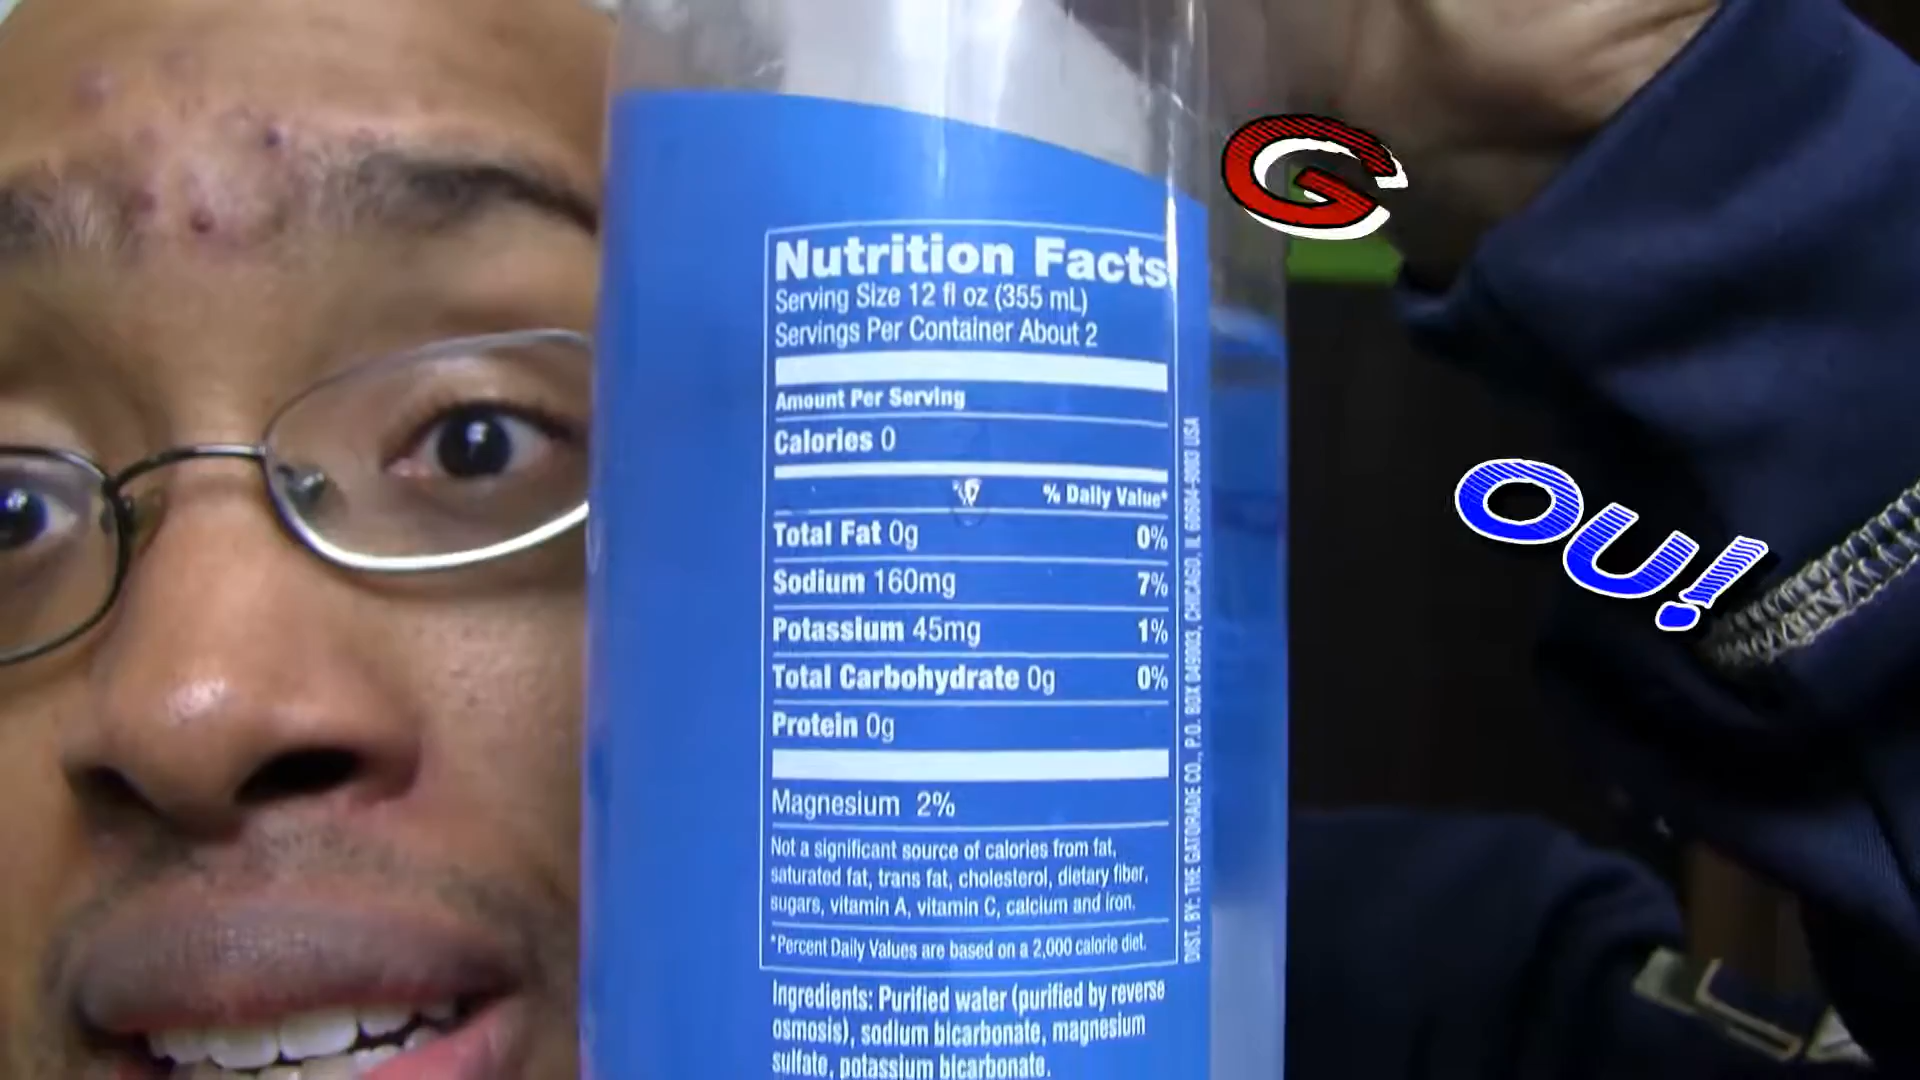 Nutrition Facts
Serving Size 12 fl oz (355 mL)
Servings Per Container About 2
Amount Per Serving
Calories 0
% Daily Value*
Total Fat 0g 0%
Sodium 160mg 7%
Potassium 45mg 1%
Total Carbohydrate 0g 0%
Protein 0g
Magnesium 2%
Not a significant source of calories from fat,
saturated fat, trans fat, cholesterol, dietary fiber,
sugars, vitamin A, vitamin C, calcium and iron.
*Percent Daily Values are based on a 2,000 calorie diet.
Ingredients: Purified water (purified by reverse
osmosis), sodium bicarbonate, magnesium
sulfate, potassium bicarbonate.
DIST. BY: THE GATORADE CO., P.O. BOX 049003, CHICAGO, IL 60604-9003 USA
G
OU!